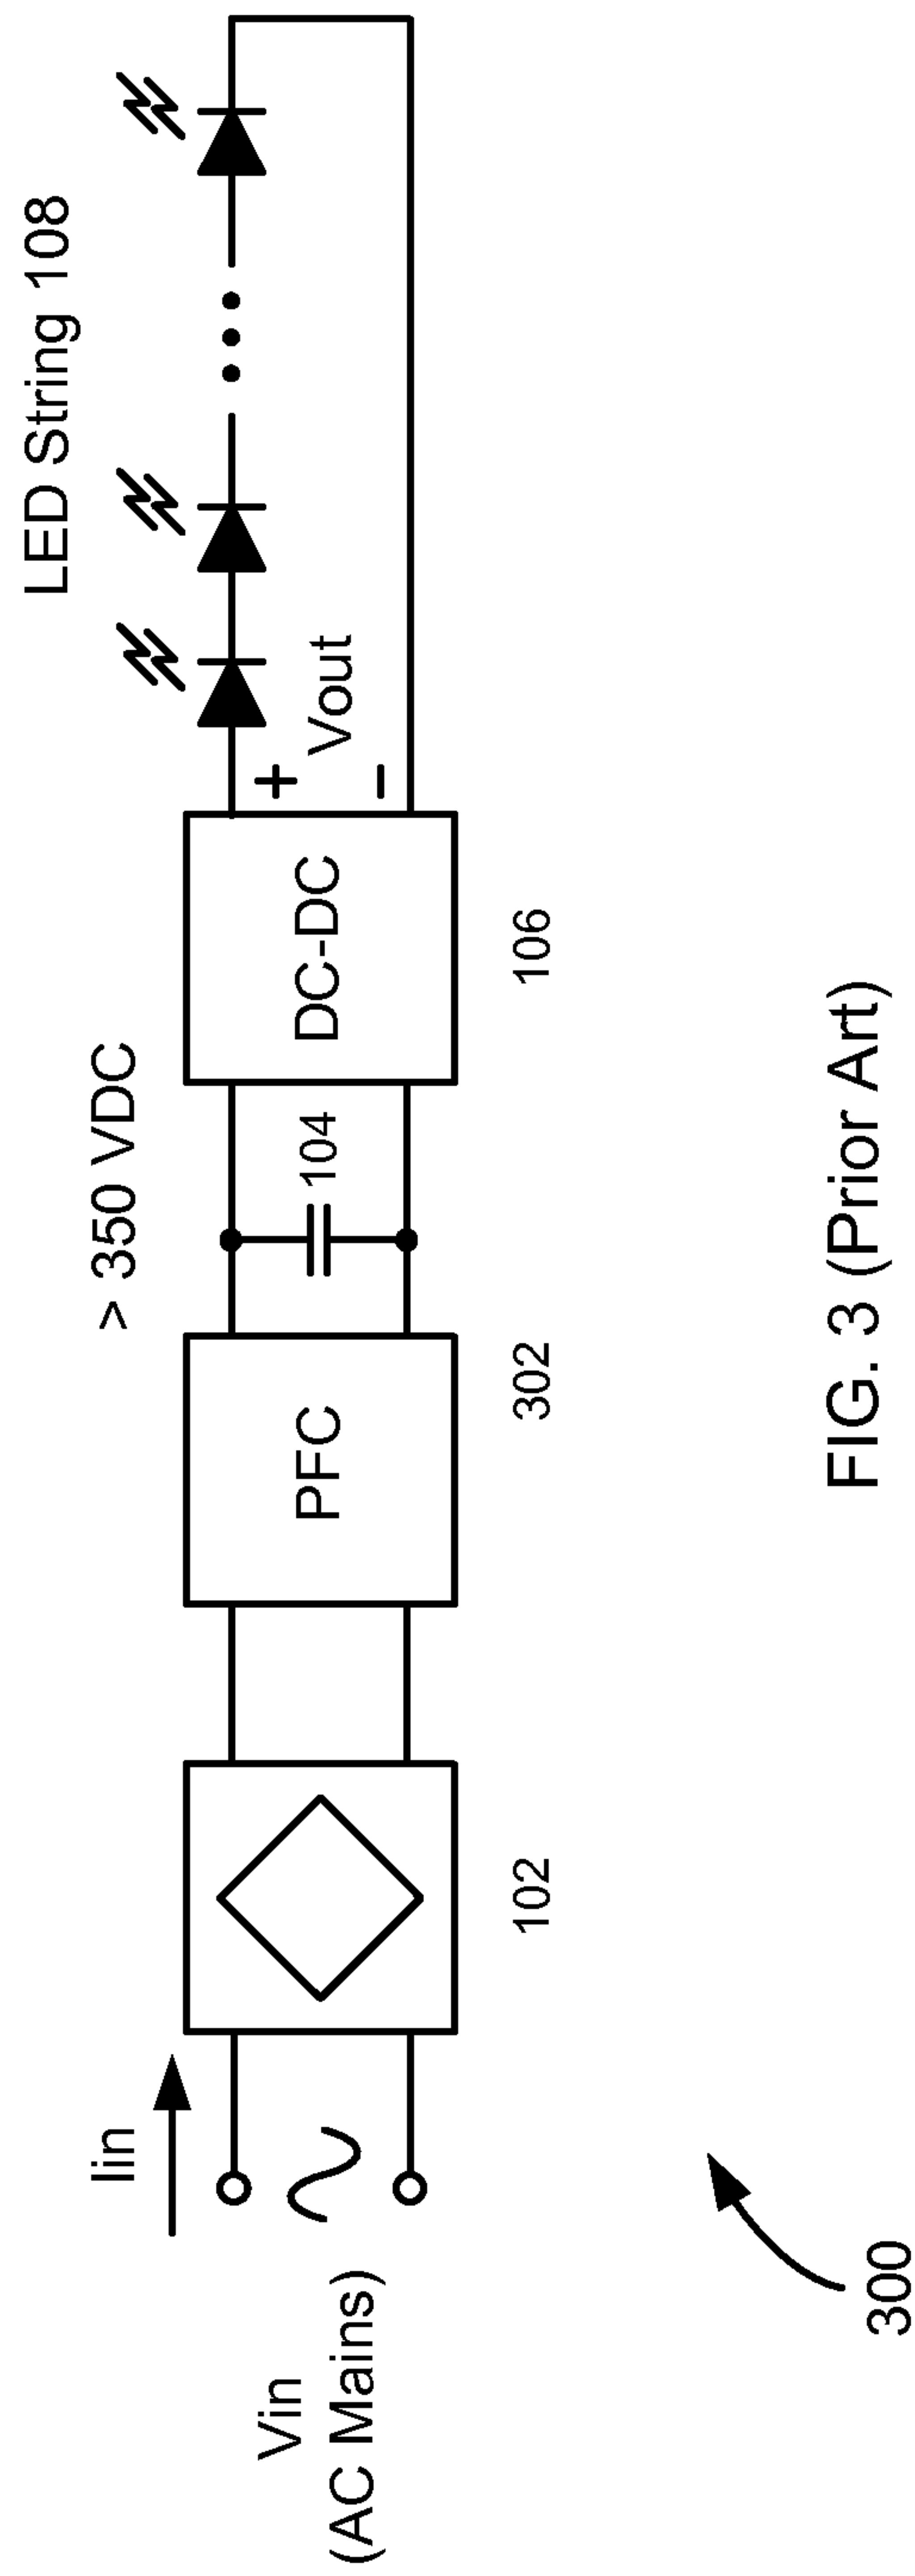 LED String 108
> 350 VDC
Iin
Vin
(AC Mains)
PFC
104
DC-DC
+
Vout
-
102
302
106
300
FIG. 3 (Prior Art)